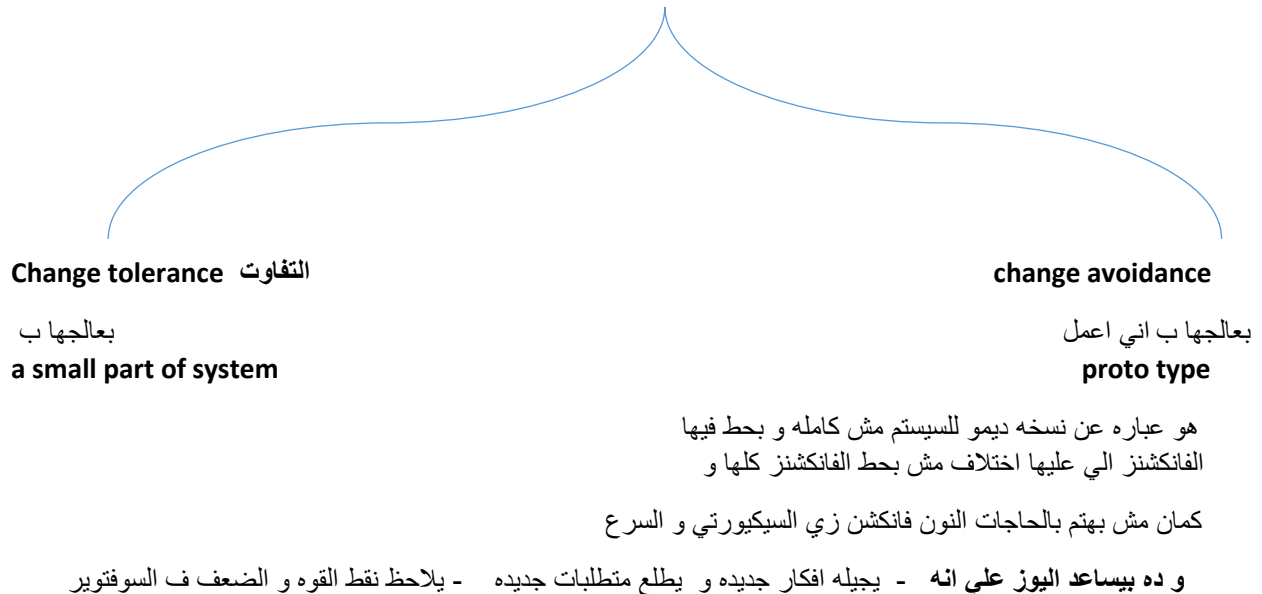 Change tolerance التفاوت
change avoidance
بعالجها ب
a small part of system
بعالجها ب اني اعمل
proto type
هو عباره عن نسخه ديمو للسيستم مش كامله و بحط فيها
الفانكشنز الي عليها اختلاف مش بحط الفانكشنز كلها و
كمان مش بهتم بالحاجات النون فانكشن زي السيكيورتي و السرع
و ده بيساعد اليوز علي انه - يجيله افكار جديده و يطلع متطلبات جديده - يلاحظ نقط القوه و الضعف ف السوفتوير